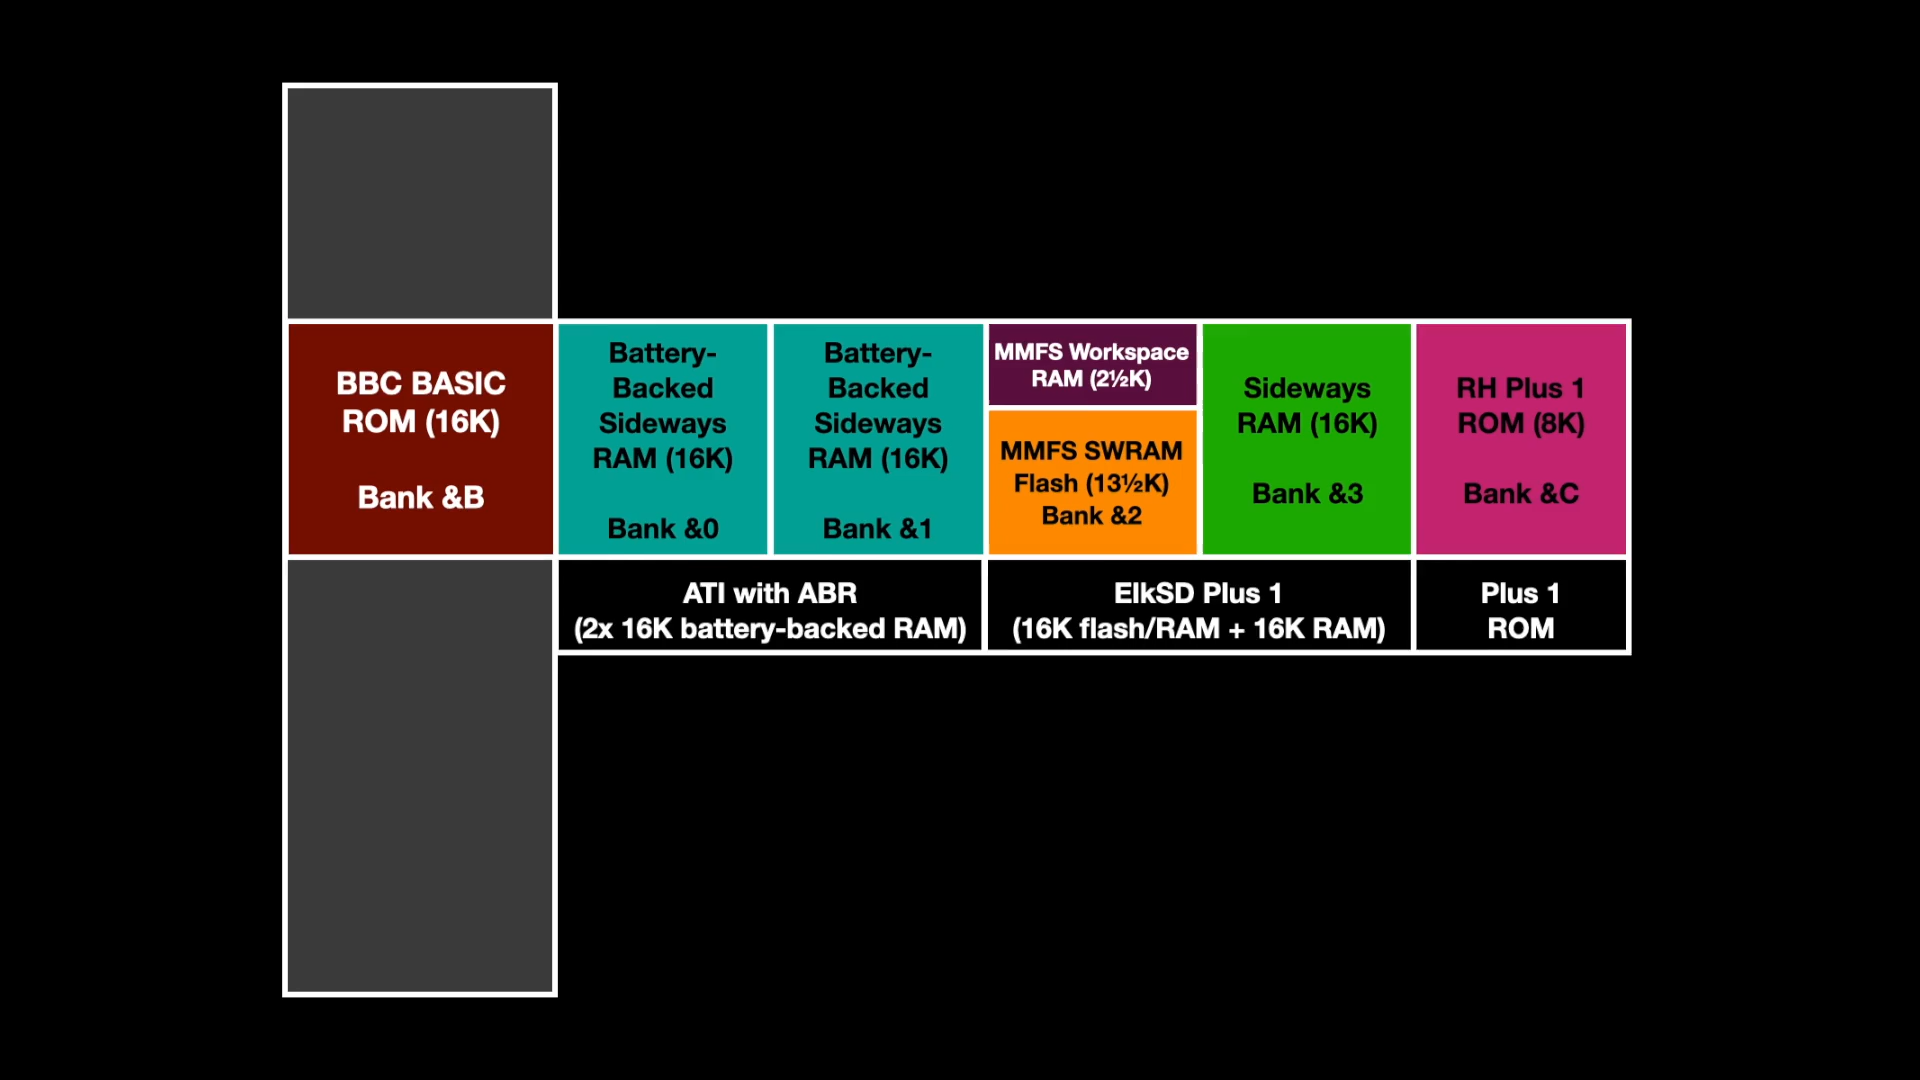 BBC BASIC
ROM (16K)
Bank &B
Battery-
Backed
Sideways
RAM (16K)
Bank &0
Battery-
Backed
Sideways
RAM (16K)
Bank &1
MMFS Workspace
RAM (2½K)
MMFS SWRAM
Flash (13½K)
Bank &2
Sideways
RAM (16K)
Bank &3
RH Plus 1
ROM (8K)
Bank &C
ATI with ABR
(2x 16K battery-backed RAM)
ElkSD Plus 1
(16K flash/RAM + 16K RAM)
Plus 1
ROM